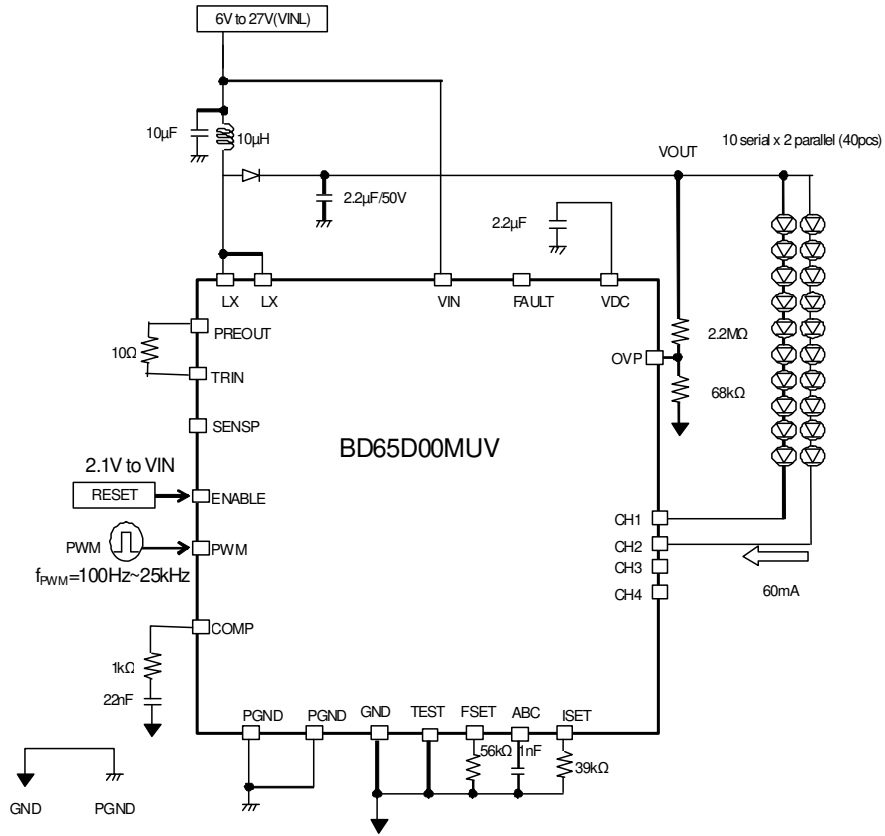 6V to 27V(VINL)
10µF
10µH
10 serial x 2 parallel (40pcs)
VOUT
2.2µF/50V
2.2µF
LX
LX
VIN
FAULT
VDC
PREOUT
10Ω
TRIN
2.2MΩ
OVP
68kΩ
SENSP
BD65D00MUV
2.1V to VIN
RESET
ENABLE
CH1
PWM
PWM
CH2
fPWM=100Hz~25kHz
CH3
60mA
CH4
COMP
1kΩ
22nF
PGND
PGND
GND
TEST
FSET
ABC
ISET
56kΩ
1nF
39kΩ
GND
PGND